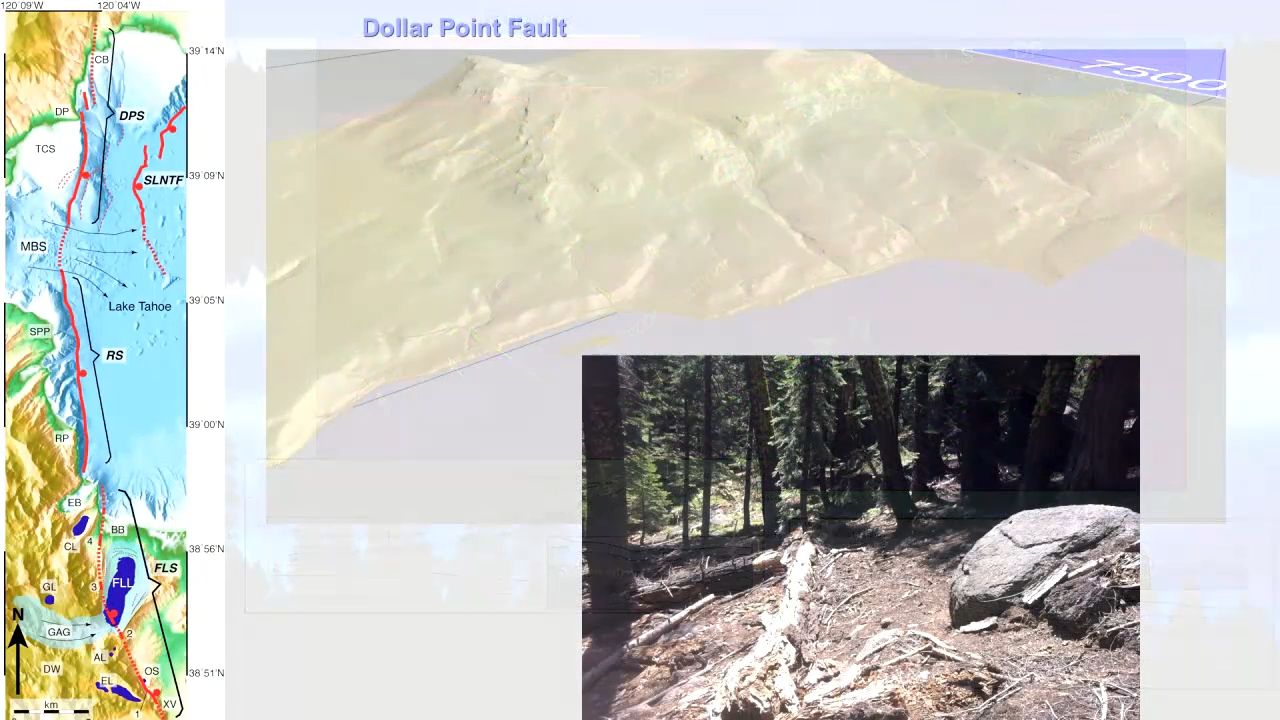 120 09'W
120 04'W
Dollar Point Fault
39 14'N
CB
7500
DP
DPS
TCS
39 09'N
SLNTF
MBS
39 05'N
Lake Tahoe
SPP
RS
39 00'N
RP
EB
BB
CL
4
38 56'N
FLS
GL
3
FLL
N
GAG
2
AL
DW
OS
38 51'N
EL
km
XV
1